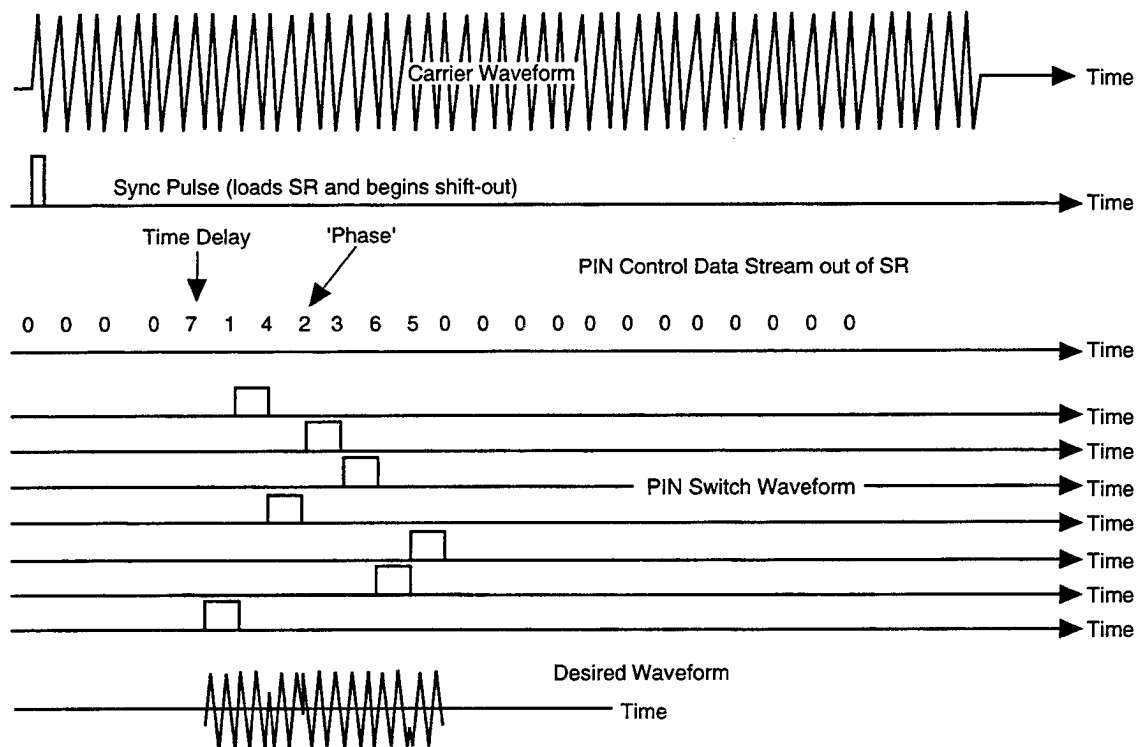 Carrier Waveform
Time
Sync Pulse (loads SR and begins shift-out)
Time
Time Delay
'Phase'
PIN Control Data Stream out of SR
0 0 0 0 7 1 4 2 3 6 5 0 0 0 0 0 0 0 0 0 0 0
Time
Time
Time
PIN Switch Waveform
Time
Time
Time
Time
Time
Desired Waveform
Time